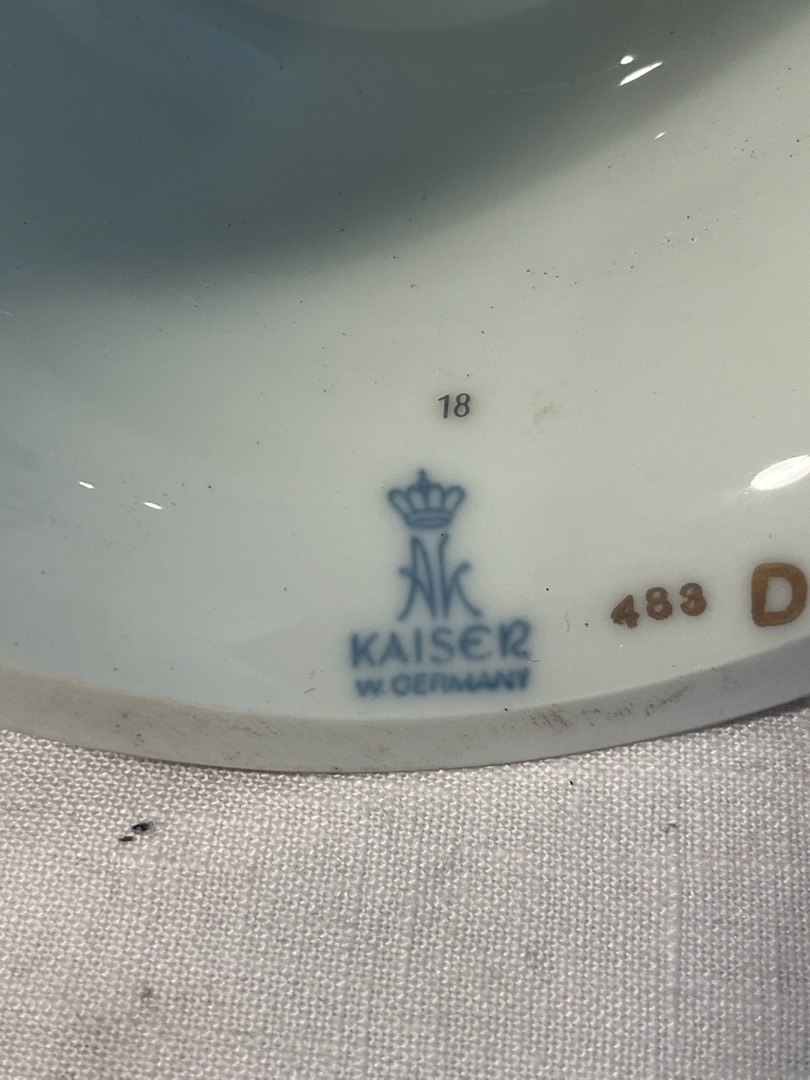 18
AK
KAISER
W. GERMANY
483 D